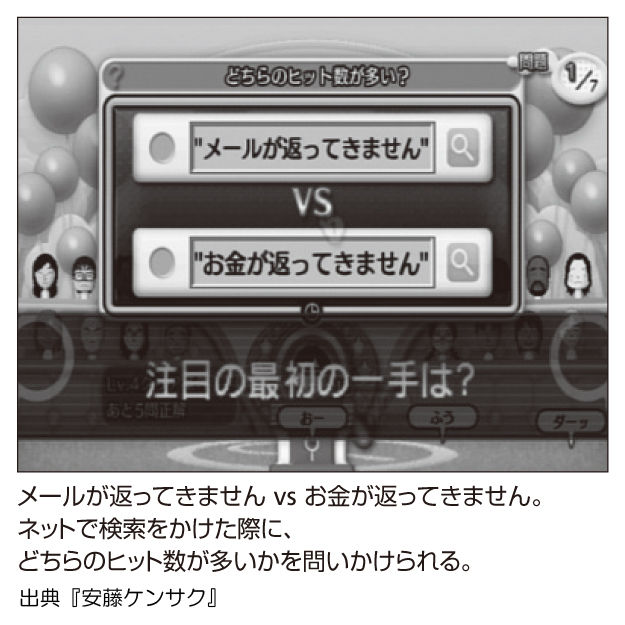 どちらのヒット数が多い?
問題
1/7
"メールが返ってきません"
VS
"お金が返ってきません"
注目の最初の一手は?
あと5問正解
おー
ふう
ダーッ
メールが返ってきません vs お金が返ってきません。
ネットで検索をかけた際に、
どちらのヒット数が多いかを問いかけられる。
出典『安藤ケンサク』